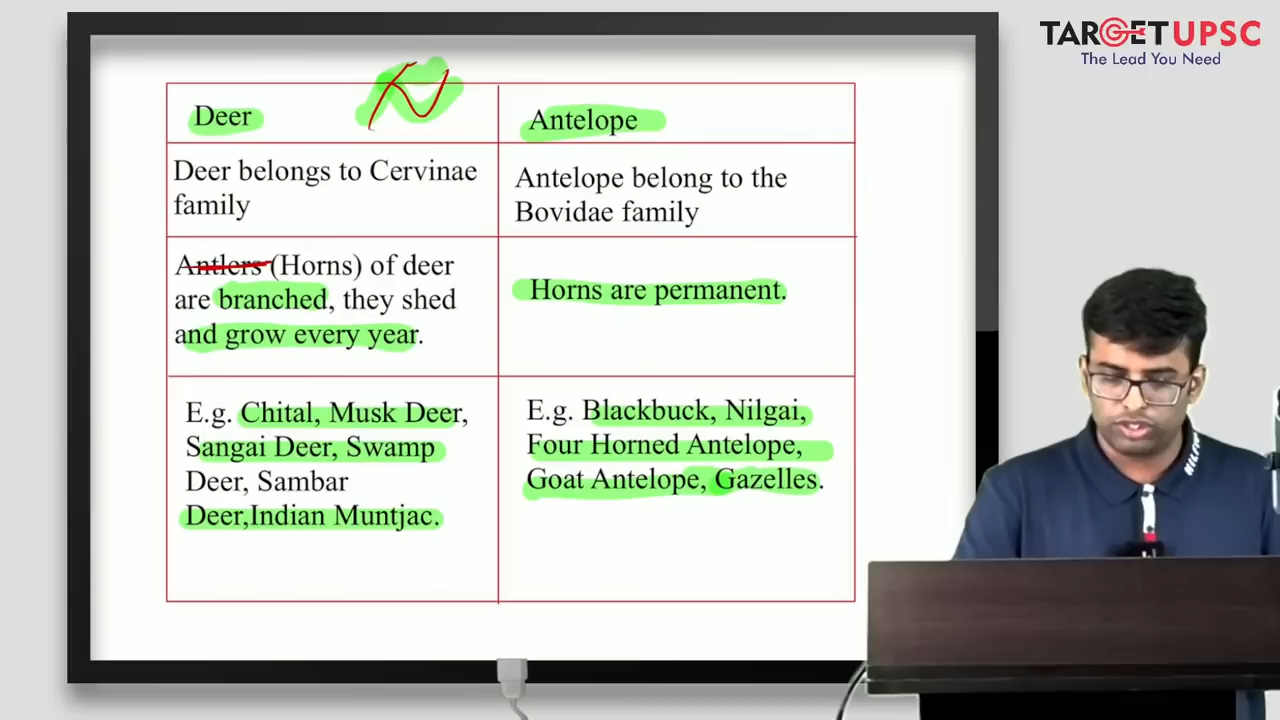 TARGET UPSC
The Lead You Need
Deer
Antelope
Deer belongs to Cervinae
family
Antelope belong to the
Bovidae family
Antlers (Horns) of deer
are branched, they shed
and grow every year.
Horns are permanent.
E.g. Chital, Musk Deer,
Sangai Deer, Swamp
Deer, Sambar
Deer,Indian Muntjac.
E.g. Blackbuck, Nilgai,
Four Horned Antelope,
Goat Antelope, Gazelles.